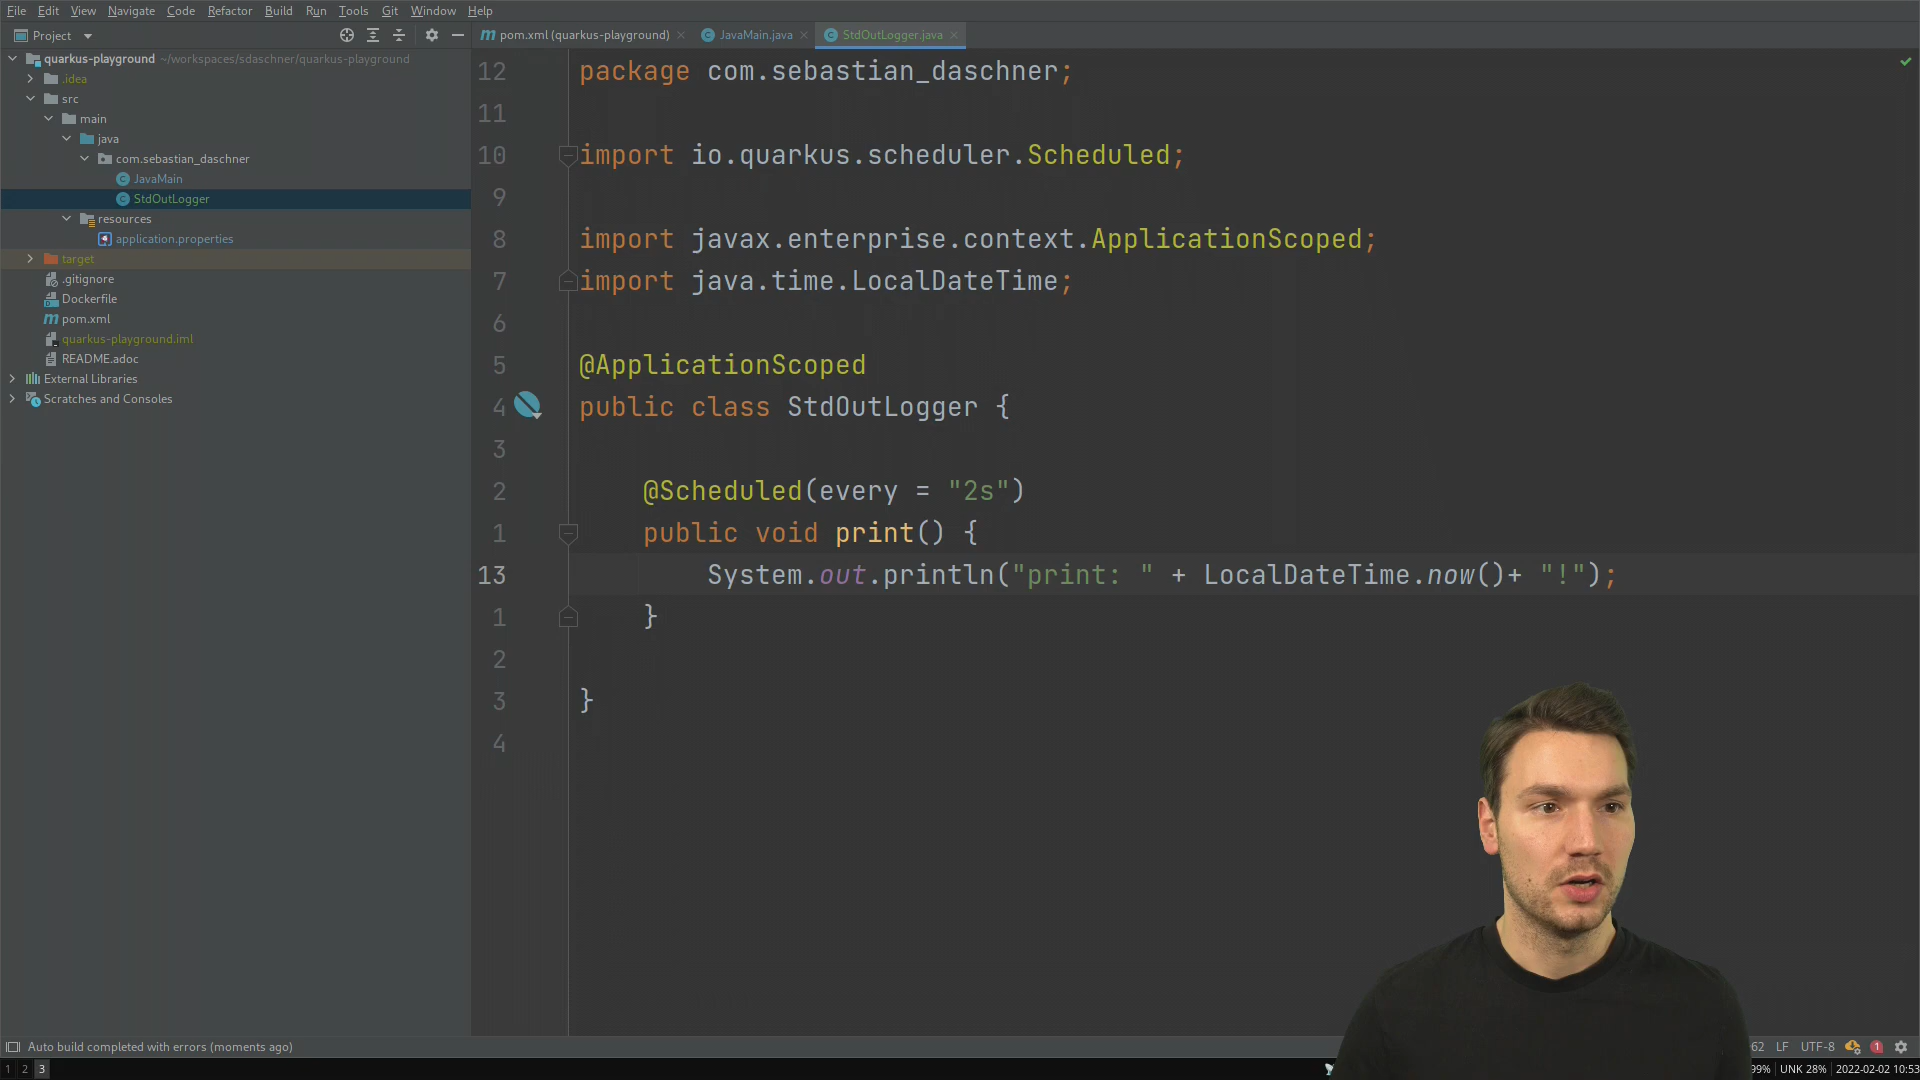 File Edit View Navigate Code Refactor Build Run Tools Git Window Help
Project
pom.xml (quarkus-playground) JavaMain.java StdOutLogger.java
quarkus-playground ~/workspaces/sdaschner/quarkus-playground
.idea
src
main
java
com.sebastian_daschner
JavaMain
StdOutLogger
resources
application.properties
target
.gitignore
Dockerfile
pom.xml
quarkus-playground.iml
README.adoc
External Libraries
Scratches and Consoles
12 package com.sebastian_daschner;
11
10 import io.quarkus.scheduler.Scheduled;
9
8 import javax.enterprise.context.ApplicationScoped;
7 import java.time.LocalDateTime;
6
5 @ApplicationScoped
4 public class StdOutLogger {
3
2 @Scheduled(every = "2s")
1 public void print() {
13 System.out.println("print: " + LocalDateTime.now()+ "!");
1 }
2
3 }
4
Auto build completed with errors (moments ago)
62 LF UTF-8 1
1 2 3
99% UNK 28% 2022-02-02 10:53